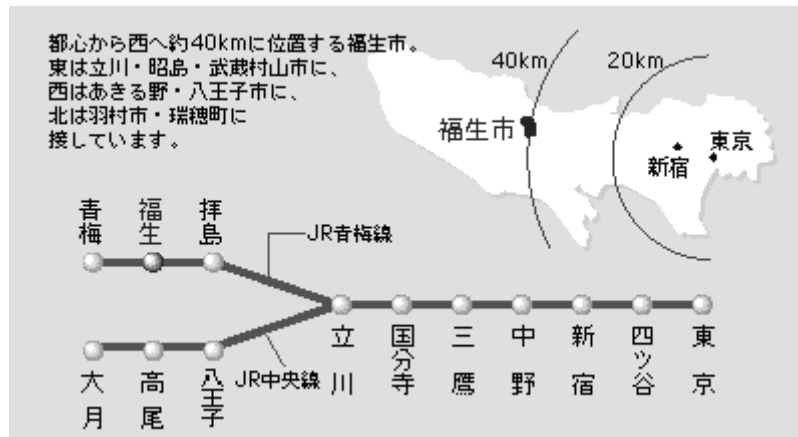 都心から西へ約40kmに位置する福生市。
東は立川・昭島・武蔵村山市に、
西はあきる野・八王子市に、
北は羽村市・瑞穂町に
接しています。
40km
20km
福生市
新宿
東京
青梅
福生
拝島
JR青梅線
立川
国分寺
三鷹
中野
新宿
四ツ谷
東京
JR中央線
大月
高尾
八王子